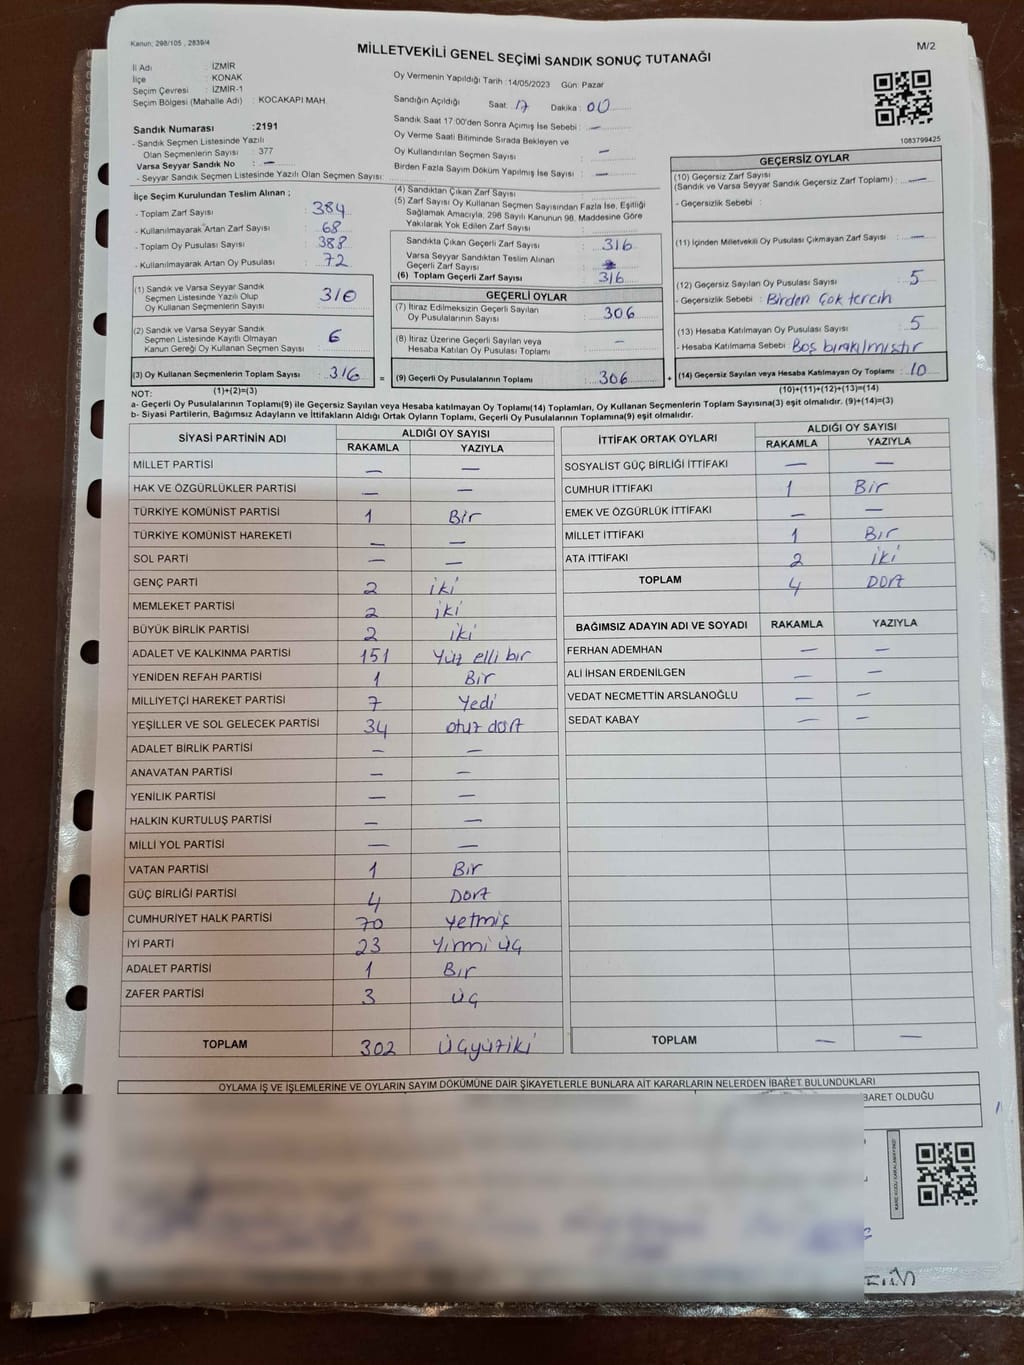 Kanun: 298/105 , 2839/4
MİLLETVEKİLİ GENEL SEÇİMİ SANDIK SONUÇ TUTANAĞI
M/2
İl Adı : İZMİR
İlçe : KONAK
Seçim Çevresi : İZMİR-1
Seçim Bölgesi (Mahalle Adı) : KOCAKAPI MAH.
Sandık Numarası :2191
- Sandık Seçmen Listesinde Yazılı
Olan Seçmenlerin Sayısı : 377
Varsa Seyyar Sandık No : —
- Seyyar Sandık Seçmen Listesinde Yazılı Olan Seçmen Sayısı: —
Oy Vermenin Yapıldığı Tarih :14/05/2023 Gün: Pazar
Sandığın Açıldığı Saat: 17 Dakika : 00
Sandık Saat 17:00'den Sonra Açılmış İse Sebebi : —
Oy Verme Saati Bitiminde Sırada Bekleyen ve
Oy Kullandırılan Seçmen Sayısı : —
Birden Fazla Sayım Döküm Yapılmış İse Sayısı : —
1083799425
İlçe Seçim Kurulundan Teslim Alınan ;
- Toplam Zarf Sayısı : 384
- Kullanılmayarak Artan Zarf Sayısı : 68
- Toplam Oy Pusulası Sayısı : 388
- Kullanılmayarak Artan Oy Pusulası : 72
(1) Sandık ve Varsa Seyyar Sandık
Seçmen Listesinde Yazılı Olup
Oy Kullanan Seçmenlerin Sayısı : 310
(2) Sandık ve Varsa Seyyar Sandık
Seçmen Listesinde Kayıtlı Olmayan
Kanun Gereği Oy Kullanan Seçmen Sayısı : 6
(3) Oy Kullanan Seçmenlerin Toplam Sayısı : 316
(1)+(2)=(3)
(4) Sandıktan Çıkan Zarf Sayısı :
(5) Zarf Sayısı Oy Kullanan Seçmen Sayısından Fazla İse, Eşitliği
Sağlamak Amacıyla, 298 Sayılı Kanunun 98. Maddesine Göre
Yakılarak Yok Edilen Zarf Sayısı :
Sandıkta Çıkan Geçerli Zarf Sayısı : 316
Varsa Seyyar Sandıktan Teslim Alınan
Geçerli Zarf Sayısı :
(6) Toplam Geçerli Zarf Sayısı : 316
GEÇERLİ OYLAR
(7) İtiraz Edilmeksizin Geçerli Sayılan
Oy Pusulalarının Sayısı : 306
(8) İtiraz Üzerine Geçerli Sayılan veya
Hesaba Katılan Oy Pusulası Toplamı : —
= (9) Geçerli Oy Pusulalarının Toplamı : 306 +
GEÇERSİZ OYLAR
(10) Geçersiz Zarf Sayısı
(Sandık ve Varsa Seyyar Sandık Geçersiz Zarf Toplamı) : —
- Geçersizlik Sebebi :
(11) İçinden Milletvekili Oy Pusulası Çıkmayan Zarf Sayısı : —
(12) Geçersiz Sayılan Oy Pusulası Sayısı : 5
- Geçersizlik Sebebi : Birden Çok tercih
(13) Hesaba Katılmayan Oy Pusulası Sayısı : 5
- Hesaba Katılmama Sebebi : Boş bırakılmıştır
(14) Geçersiz Sayılan veya Hesaba Katılmayan Oy Toplamı : 10
(10)+(11)+(12)+(13)=(14)
NOT:
a- Geçerli Oy Pusulalarının Toplamı(9) ile Geçersiz Sayılan veya Hesaba katılmayan Oy Toplamı(14) Toplamları, Oy Kullanan Seçmenlerin Toplam Sayısına(3) eşit olmalıdır. (9)+(14)=(3)
b- Siyasi Partilerin, Bağımsız Adayların ve İttifakların Aldığı Ortak Oyların Toplamı, Geçerli Oy Pusulalarının Toplamına(9) eşit olmalıdır.
SİYASİ PARTİNİN ADI ALDIĞI OY SAYISI
RAKAMLA YAZIYLA
MİLLET PARTİSİ — —
HAK VE ÖZGÜRLÜKLER PARTİSİ — —
TÜRKİYE KOMÜNİST PARTİSİ 1 Bir
TÜRKİYE KOMÜNİST HAREKETİ — —
SOL PARTİ — —
GENÇ PARTİ 2 iki
MEMLEKET PARTİSİ 2 iki
BÜYÜK BİRLİK PARTİSİ 2 iki
ADALET VE KALKINMA PARTİSİ 151 Yüz elli bir
YENİDEN REFAH PARTİSİ 1 Bir
MİLLİYETÇİ HAREKET PARTİSİ 7 Yedi
YEŞİLLER VE SOL GELECEK PARTİSİ 34 otuz dört
ADALET BİRLİK PARTİSİ — —
ANAVATAN PARTİSİ — —
YENİLİK PARTİSİ — —
HALKIN KURTULUŞ PARTİSİ — —
MİLLİ YOL PARTİSİ — —
VATAN PARTİSİ 1 Bir
GÜÇ BİRLİĞİ PARTİSİ 4 Dört
CUMHURİYET HALK PARTİSİ 70 yetmiş
İYİ PARTİ 23 Yirmi üç
ADALET PARTİSİ 1 Bir
ZAFER PARTİSİ 3 üç
TOPLAM 302 Üçyüziki
İTTİFAK ORTAK OYLARI ALDIĞI OY SAYISI
RAKAMLA YAZIYLA
SOSYALİST GÜÇ BİRLİĞİ İTTİFAKI — —
CUMHUR İTTİFAKI 1 Bir
EMEK VE ÖZGÜRLÜK İTTİFAKI — —
MİLLET İTTİFAKI 1 Bir
ATA İTTİFAKI 2 iki
TOPLAM 4 Dört
BAĞIMSIZ ADAYIN ADI VE SOYADI RAKAMLA YAZIYLA
FERHAN ADEMHAN — —
ALİ İHSAN ERDENİLGEN — —
VEDAT NECMETTİN ARSLANOĞLU — —
SEDAT KABAY — —
TOPLAM — —
OYLAMA İŞ VE İŞLEMLERİNE VE OYLARIN SAYIM DÖKÜMÜNE DAİR ŞİKAYETLERLE BUNLARA AİT KARARLARIN NELERDEN İBARET BULUNDUKLARI
BARET OLDUĞU